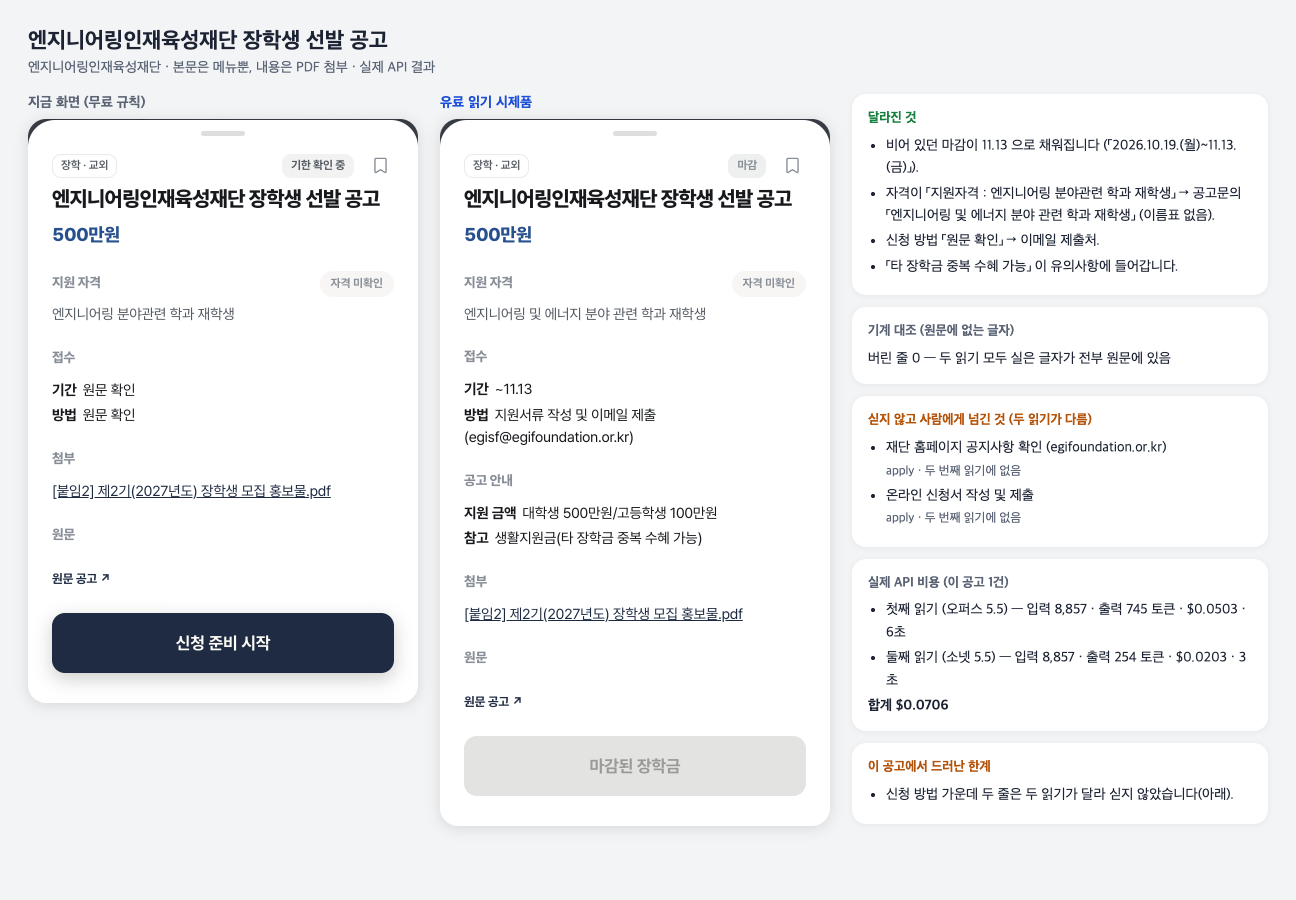 엔지니어링인재육성재단 장학생 선발 공고
엔지니어링인재육성재단 · 본문은 메뉴뿐, 내용은 PDF 첨부 · 실제 API 결과
지금 화면 (무료 규칙)
장학 · 교외
기한 확인 중
엔지니어링인재육성재단 장학생 선발 공고
500만원
지원 자격
자격 미확인
엔지니어링 분야관련 학과 재학생
접수
기간 원문 확인
방법 원문 확인
첨부
[붙임2] 제2기(2027년도) 장학생 모집 홍보물.pdf
원문
원문 공고 ↗
신청 준비 시작
유료 읽기 시제품
장학 · 교외
마감
엔지니어링인재육성재단 장학생 선발 공고
500만원
지원 자격
자격 미확인
엔지니어링 및 에너지 분야 관련 학과 재학생
접수
기간 ~11.13
방법 지원서류 작성 및 이메일 제출
(egisf@egifoundation.or.kr)
공고 안내
지원 금액 대학생 500만원/고등학생 100만원
참고 생활지원금(타 장학금 중복 수혜 가능)
첨부
[붙임2] 제2기(2027년도) 장학생 모집 홍보물.pdf
원문
원문 공고 ↗
마감된 장학금
달라진 것
• 비어 있던 마감이 11.13 으로 채워집니다 (「2026.10.19.(월)~11.13.
(금)」).
• 자격이 「지원자격 : 엔지니어링 분야관련 학과 재학생」 → 공고문의
「엔지니어링 및 에너지 분야 관련 학과 재학생」 (이름표 없음).
• 신청 방법 「원문 확인」 → 이메일 제출처.
• 「타 장학금 중복 수혜 가능」 이 유의사항에 들어갑니다.
기계 대조 (원문에 없는 글자)
버린 줄 0 — 두 읽기 모두 실은 글자가 전부 원문에 있음
싣지 않고 사람에게 넘긴 것 (두 읽기가 다름)
• 재단 홈페이지 공지사항 확인 (egifoundation.or.kr)
apply · 두 번째 읽기에 없음
• 온라인 신청서 작성 및 제출
apply · 두 번째 읽기에 없음
실제 API 비용 (이 공고 1건)
• 첫째 읽기 (오퍼스 5.5) — 입력 8,857 · 출력 745 토큰 · $0.0503 ·
6초
• 둘째 읽기 (소넷 5.5) — 입력 8,857 · 출력 254 토큰 · $0.0203 · 3
초
합계 $0.0706
이 공고에서 드러난 한계
• 신청 방법 가운데 두 줄은 두 읽기가 달라 싣지 않았습니다(아래).